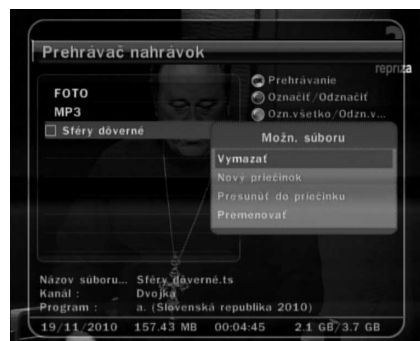 Prehrávač nahrávok
repríza
FOTO
MP3
Sféry dôverné
Prehrávanie
Označiť/Odznačiť
Ozn.všetko/Odzn.v...
Možn. súboru
Vymazať
Nový priečinok
Presunúť do priečinku
Premenovať
Názov súboru... Sféry dôverné.ts
Kanál : Dvojka
Program : a. (Slovenská republika 2010)
19/11/2010 157.43 MB 00:04:45 2.1 GB/3.7 GB